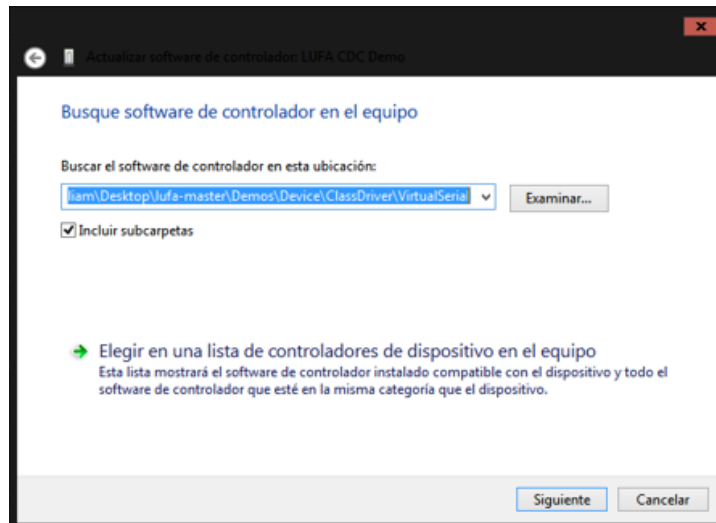 Actualizar software de controlador: LUFA CDC Demo
Busque software de controlador en el equipo
Buscar el software de controlador en esta ubicación:
liam\Desktop\lufa-master\Demos\Device\ClassDriver\VirtualSerial
Examinar...
Incluir subcarpetas
Elegir en una lista de controladores de dispositivo en el equipo
Esta lista mostrará el software de controlador instalado compatible con el dispositivo y todo el
software de controlador que esté en la misma categoría que el dispositivo.
Siguiente
Cancelar